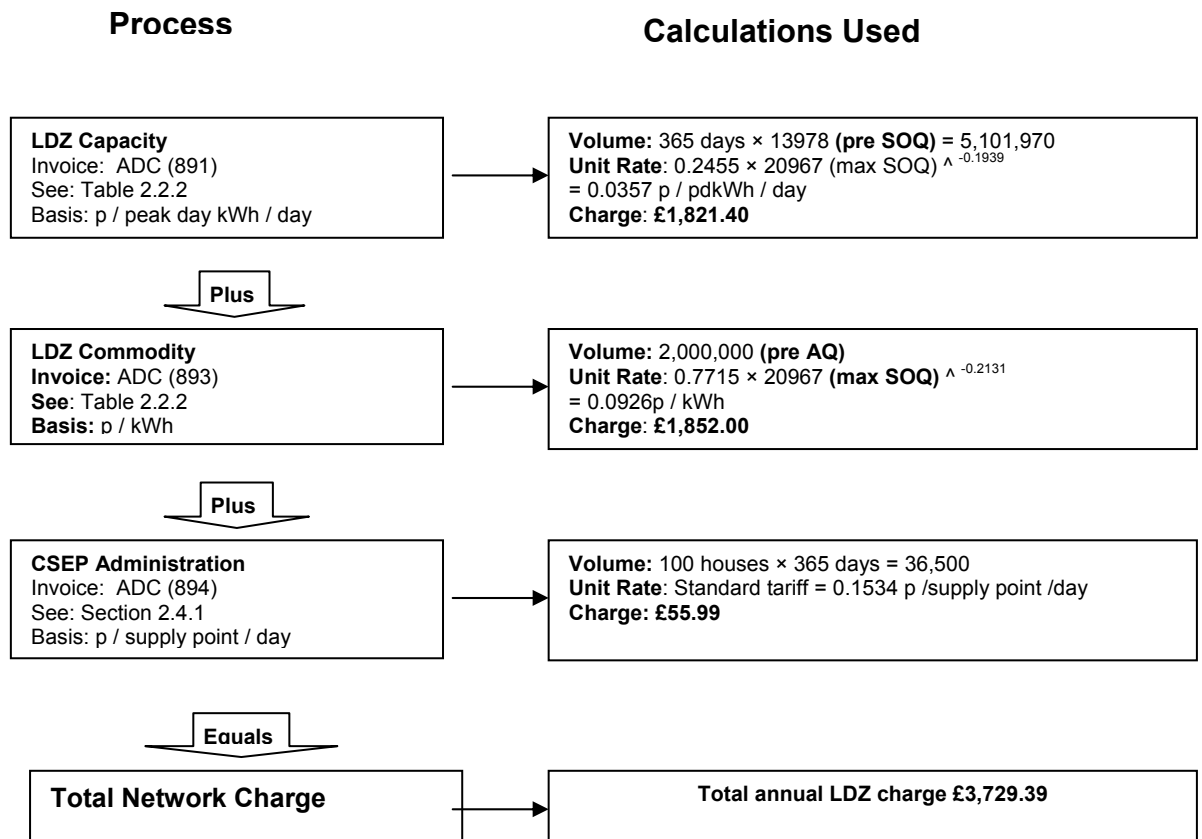 Process
Calculations Used
LDZ Capacity
Invoice: ADC (891)
See: Table 2.2.2
Basis: p / peak day kWh / day
Volume: 365 days × 13978 (pre SOQ) = 5,101,970
Unit Rate: 0.2455 × 20967 (max SOQ) ^ -0.1939
= 0.0357 p / pdkWh / day
Charge: £1,821.40
Plus
LDZ Commodity
Invoice: ADC (893)
See: Table 2.2.2
Basis: p / kWh
Volume: 2,000,000 (pre AQ)
Unit Rate: 0.7715 × 20967 (max SOQ) ^ -0.2131
= 0.0926p / kWh
Charge: £1,852.00
Plus
CSEP Administration
Invoice: ADC (894)
See: Section 2.4.1
Basis: p / supply point / day
Volume: 100 houses × 365 days = 36,500
Unit Rate: Standard tariff = 0.1534 p /supply point /day
Charge: £55.99
Equals
Total Network Charge
Total annual LDZ charge £3,729.39